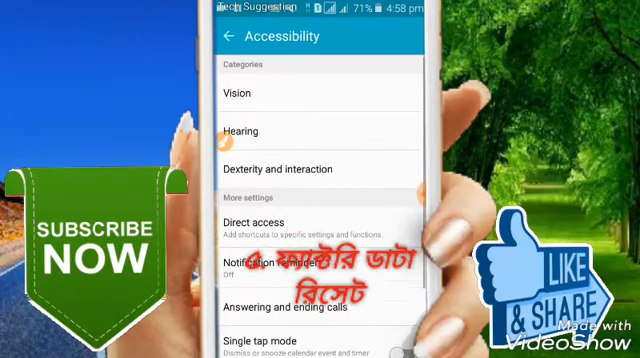 Tech Suggestion
71% 4:58 pm
Accessibility
Categories
Vision
Hearing
Dexterity and interaction
More settings
Direct access
Add shortcuts to specific settings and functions.
Notification reminder
Off
৫. ফ্যাক্টরি ডাটা
রিসেট
Answering and ending calls
Single tap mode
Dismiss or snooze calendar event and timer
SUBSCRIBE
NOW
LIKE
& SHARE
Made with
VideoShow